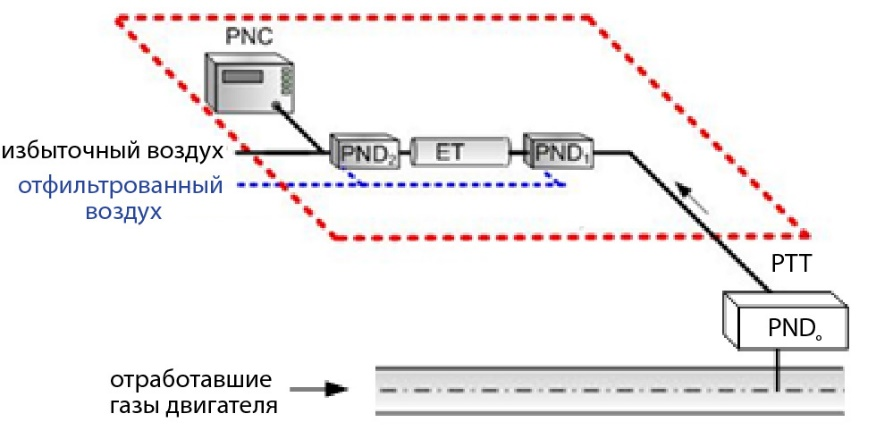 PNC
избыточный воздух
PND₂
ET
PND₁
отфильтрованный
воздух
PTT
PND₀
отработавшие
газы двигателя